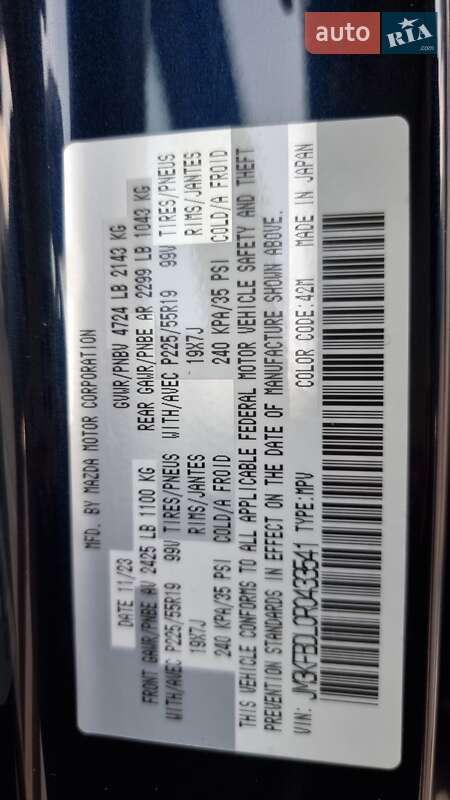 auto RIA
.com
MFD. BY MAZDA MOTOR CORPORATION
DATE 11/23 GVWR/PNBV 4724 LB 2143 KG
FRONT GAWR/PNBE AV 2425 LB 1100 KG REAR GAWR/PNBE AR 2299 LB 1043 KG
WITH/AVEC P225/55R19 99V TIRES/PNEUS WITH/AVEC P225/55R19 99V TIRES/PNEUS
19X7J RIMS/JANTES 19X7J RIMS/JANTES
240 KPA/35 PSI COLD/A FROID 240 KPA/35 PSI COLD/A FROID
THIS VEHICLE CONFORMS TO ALL APPLICABLE FEDERAL MOTOR VEHICLE SAFETY AND THEFT
PREVENTION STANDARDS IN EFFECT ON THE DATE OF MANUFACTURE SHOWN ABOVE.
VIN: JM3KFBDL0R0433541 TYPE:MPV COLOR CODE:42M MADE IN JAPAN